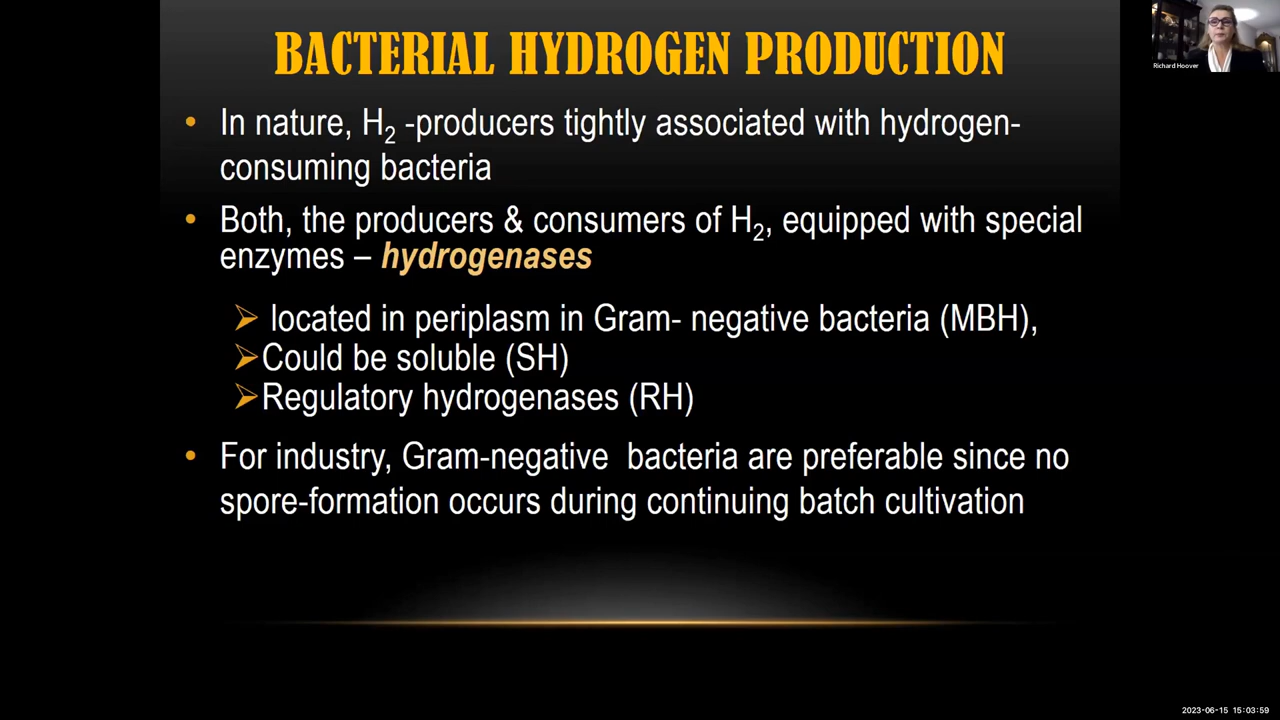 BACTERIAL HYDROGEN PRODUCTION
Richard Hoover
• In nature, H₂ -producers tightly associated with hydrogen-
consuming bacteria
• Both, the producers & consumers of H₂, equipped with special
enzymes – hydrogenases
➢ located in periplasm in Gram- negative bacteria (MBH),
➢Could be soluble (SH)
➢Regulatory hydrogenases (RH)
• For industry, Gram-negative  bacteria are preferable since no
spore-formation occurs during continuing batch cultivation
2023-06-15 15:03:59